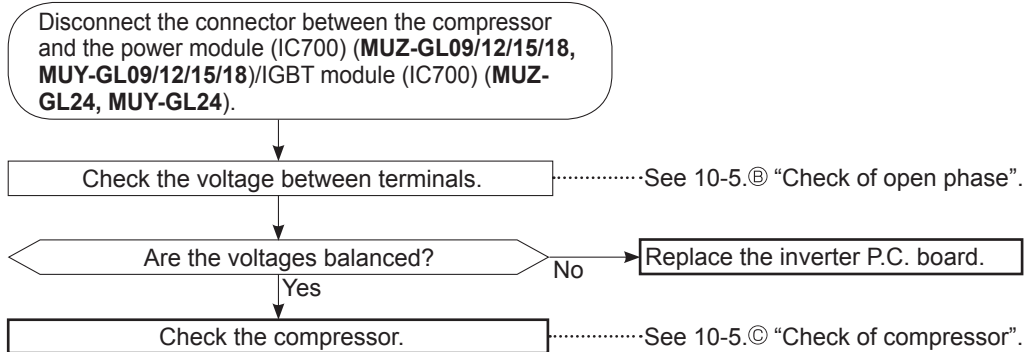 Disconnect the connector between the compressor
and the power module (IC700) (MUZ-GL09/12/15/18,
MUY-GL09/12/15/18)/IGBT module (IC700) (MUZ-
GL24, MUY-GL24).
Check the voltage between terminals.
See 10-5.Ⓑ “Check of open phase”.
Are the voltages balanced?
No
Replace the inverter P.C. board.
Yes
Check the compressor.
See 10-5.Ⓒ “Check of compressor”.